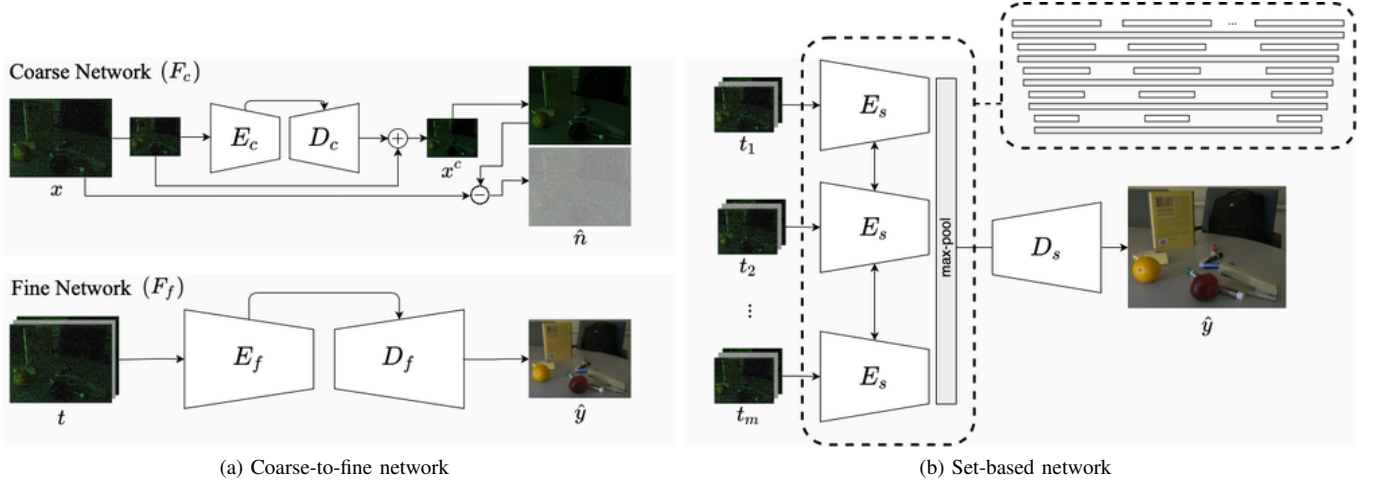 Coarse Network (F_c)
x
E_c
D_c
+
x^c
−
n̂
Fine Network (F_f)
t
E_f
D_f
ŷ
(a) Coarse-to-fine network
...
t_1
E_s
t_2
E_s
⋮
t_m
E_s
max-pool
D_s
ŷ
(b) Set-based network